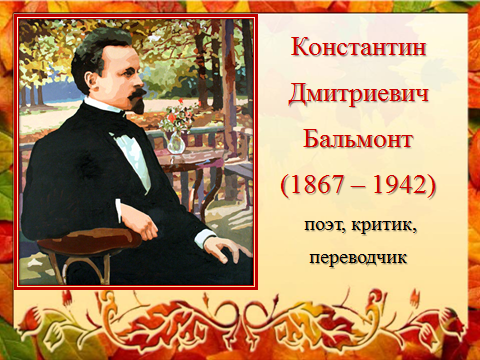 Константин
Дмитриевич
Бальмонт
(1867 – 1942)
поэт, критик,
переводчик